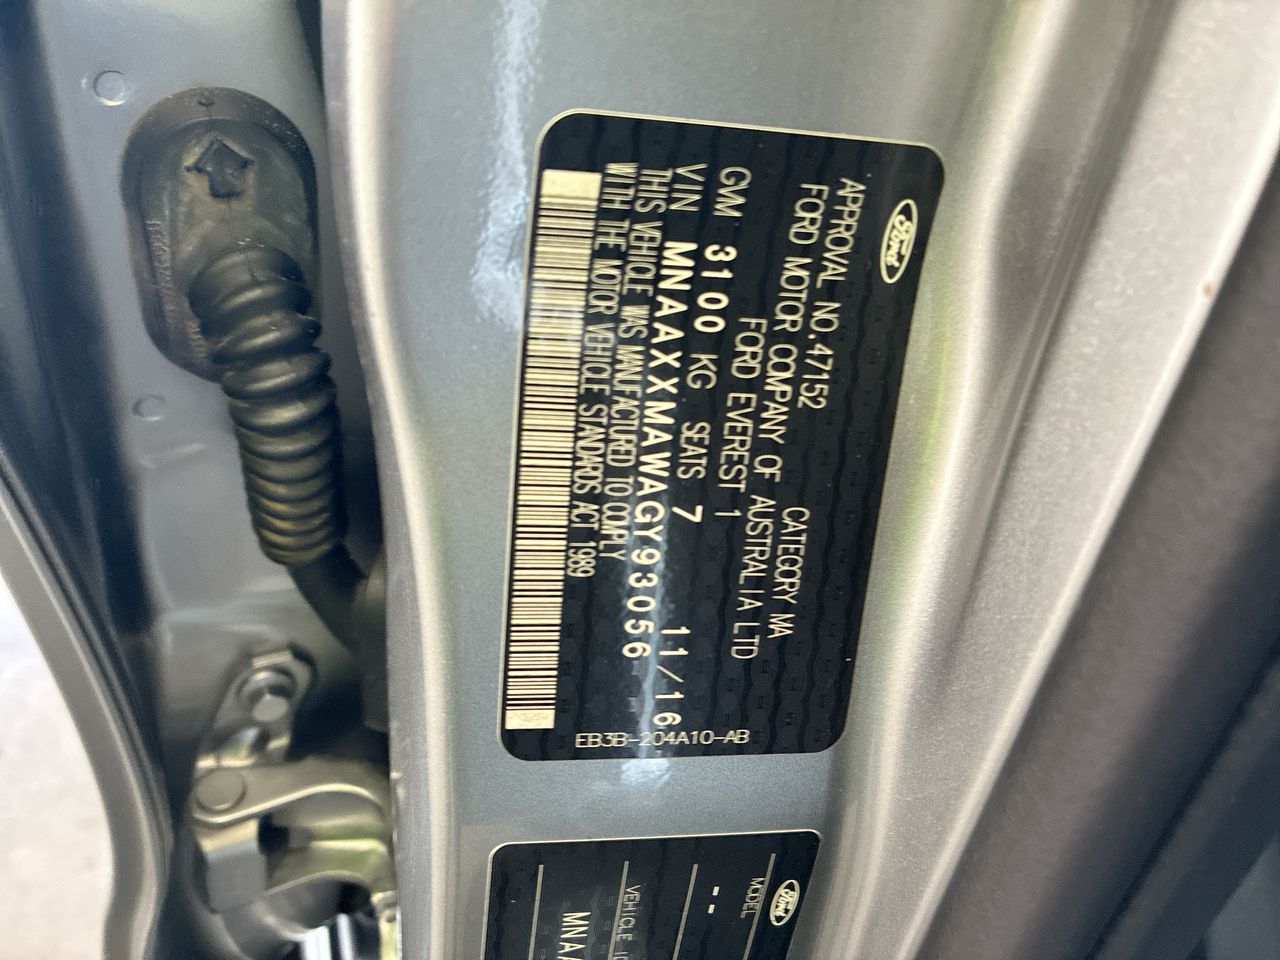 Ford
APPROVAL NO.47152 CATEGORY MA
FORD MOTOR COMPANY OF AUSTRALIA LTD
FORD EVEREST 1
GVM 3100 KG SEATS 7 11/16
VIN MNAAXXMAWAGY93056
THIS VEHICLE WAS MANUFACTURED TO COMPLY
WITH THE MOTOR VEHICLE STANDARDS ACT 1989
EB3B-204A10-AB
Ford
MODEL
--
VEHICLE
MNAA